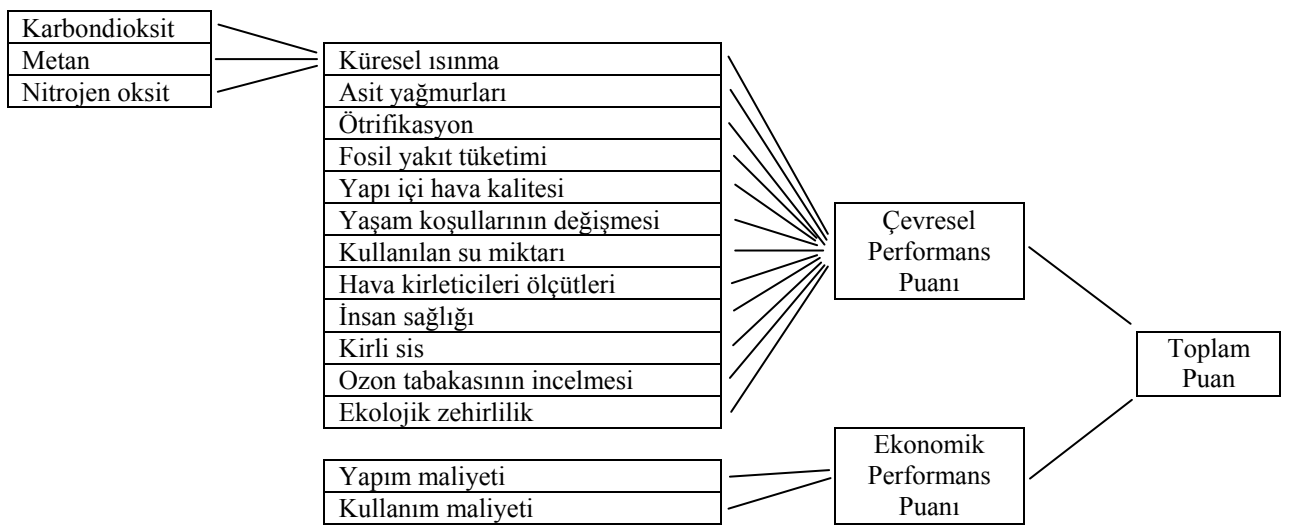 Karbondioksit
Metan
Nitrojen oksit
Küresel ısınma
Asit yağmurları
Ötrifikasyon
Fosil yakıt tüketimi
Yapı içi hava kalitesi
Yaşam koşullarının değişmesi
Kullanılan su miktarı
Hava kirleticileri ölçütleri
İnsan sağlığı
Kirli sis
Ozon tabakasının incelmesi
Ekolojik zehirlilik
Yapım maliyeti
Kullanım maliyeti
Çevresel
Performans
Puanı
Ekonomik
Performans
Puanı
Toplam
Puan